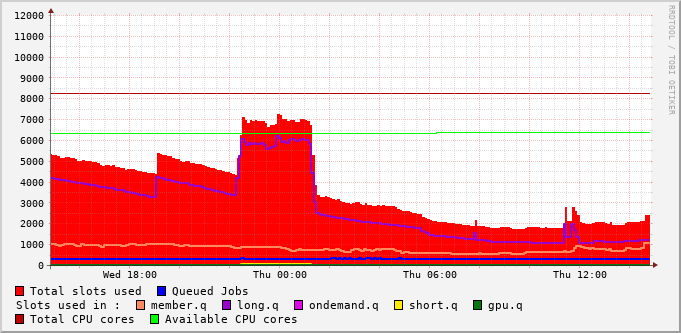 RRDTOOL / TOBI OETIKER
12000
11000
10000
9000
8000
7000
6000
5000
4000
3000
2000
1000
0
Wed 18:00 Thu 00:00 Thu 06:00 Thu 12:00
Total slots used Queued Jobs
Slots used in : member.q long.q ondemand.q short.q gpu.q
Total CPU cores Available CPU cores